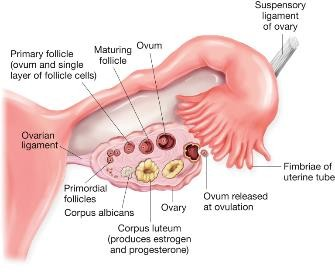 Suspensory
ligament
of ovary
Primary follicle
(ovum and single
layer of follicle cells)
Maturing
follicle
Ovum
Ovarian
ligament
Primordial
follicles
Corpus albicans
Corpus luteum
(produces estrogen
and progesterone)
Ovary
Ovum released
at ovulation
Fimbriae of
uterine tube